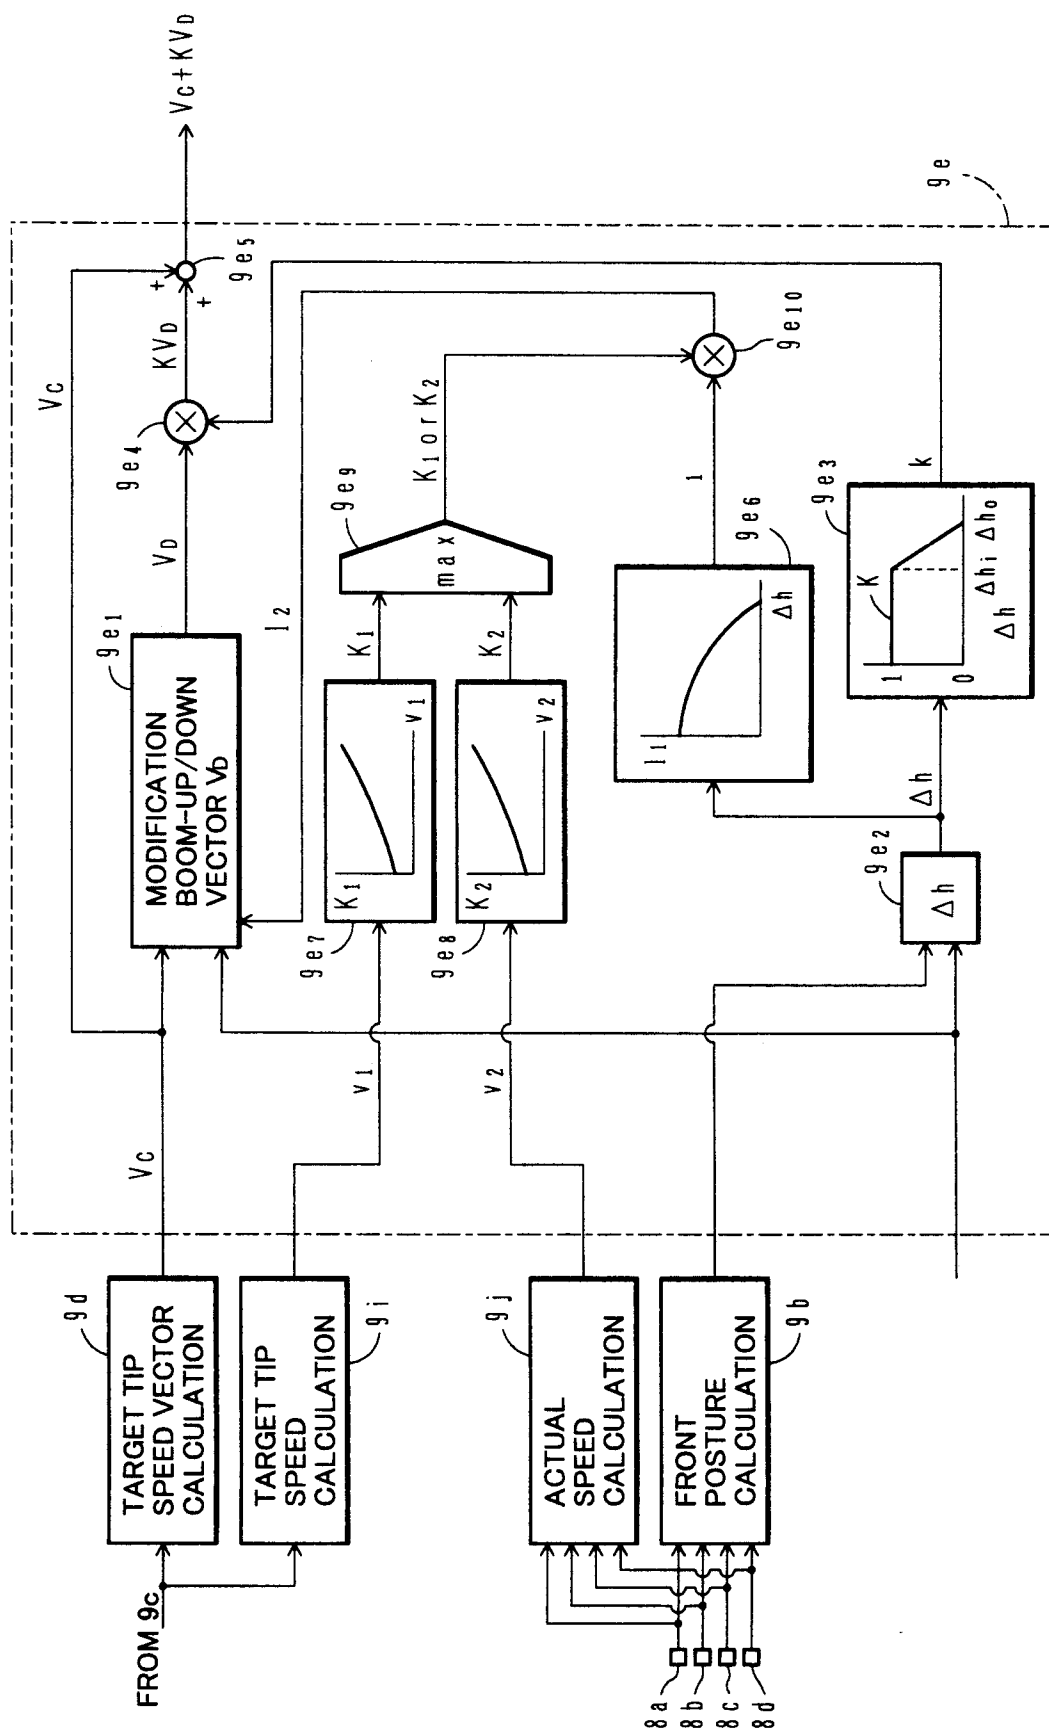 FROM 9c
TARGET TIP
SPEED VECTOR
CALCULATION
9d
TARGET TIP
SPEED
CALCULATION
9i
ACTUAL
SPEED
CALCULATION
9j
FRONT
POSTURE
CALCULATION
9b
8a
8b
8c
8d
Vc
Vc
v1
v2
MODIFICATION
BOOM-UP/DOWN
VECTOR VD
9e1
VD
9e4
KVD
+
+
9e5
Vc+KVD
9e
l2
K1
v1
9e7
K1
K2
v2
9e8
K2
max
9e9
K1orK2
l1
Δh
9e6
l
9e10
Δh
9e2
Δh
1
0
K
Δhi Δho
Δh
9e3
k